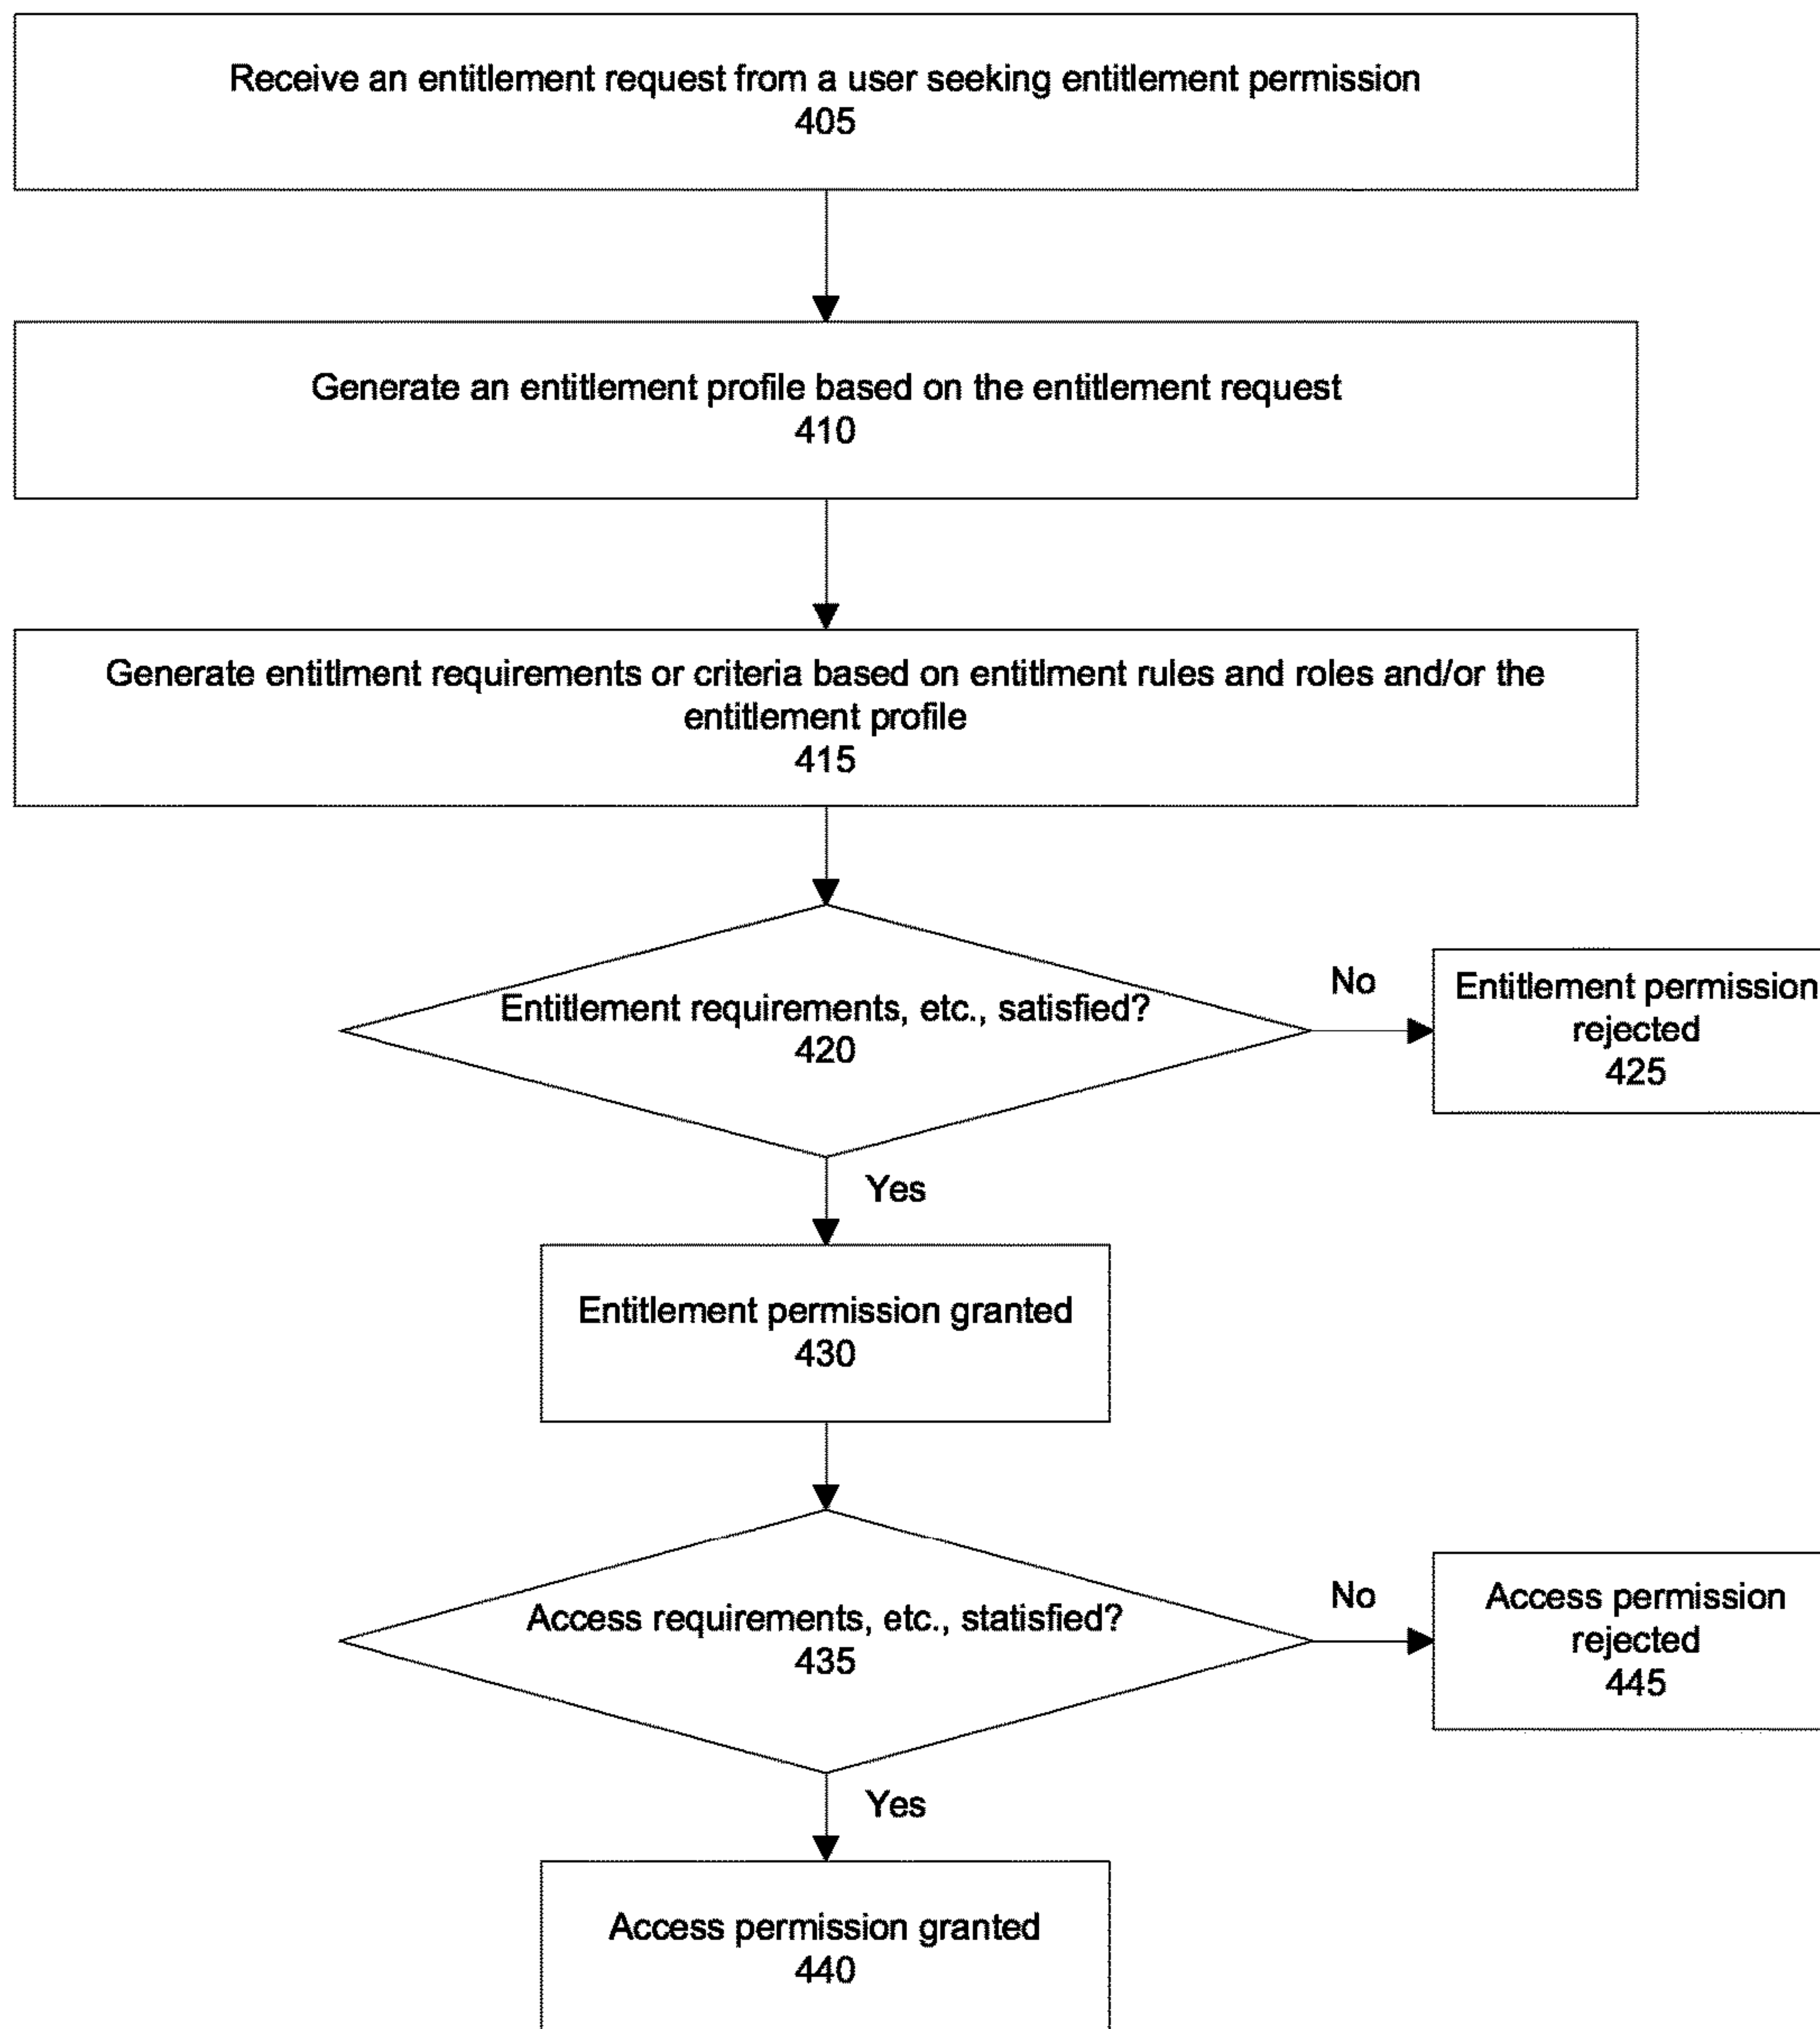 Receive an entitlement request from a user seeking entitlement permission
405
Generate an entitlement profile based on the entitlement request
410
Generate entitlment requirements or criteria based on entitlment rules and roles and/or the
entitlement profile
415
Entitlement requirements, etc., satisfied?
420
No
Entitlement permission
rejected
425
Yes
Entitlement permission granted
430
Access requirements, etc., statisfied?
435
No
Access permission
rejected
445
Yes
Access permission granted
440